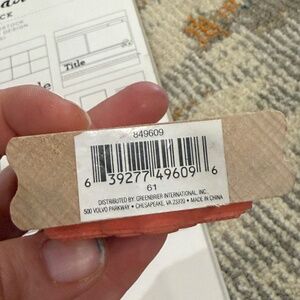 CK
Title
849609
6 39277 49609 6
61
DISTRIBUTED BY: GREENBRIER INTERNATIONAL, INC.
500 VOLVO PARKWAY • CHESAPEAKE, VA 23320 • MADE IN CHINA